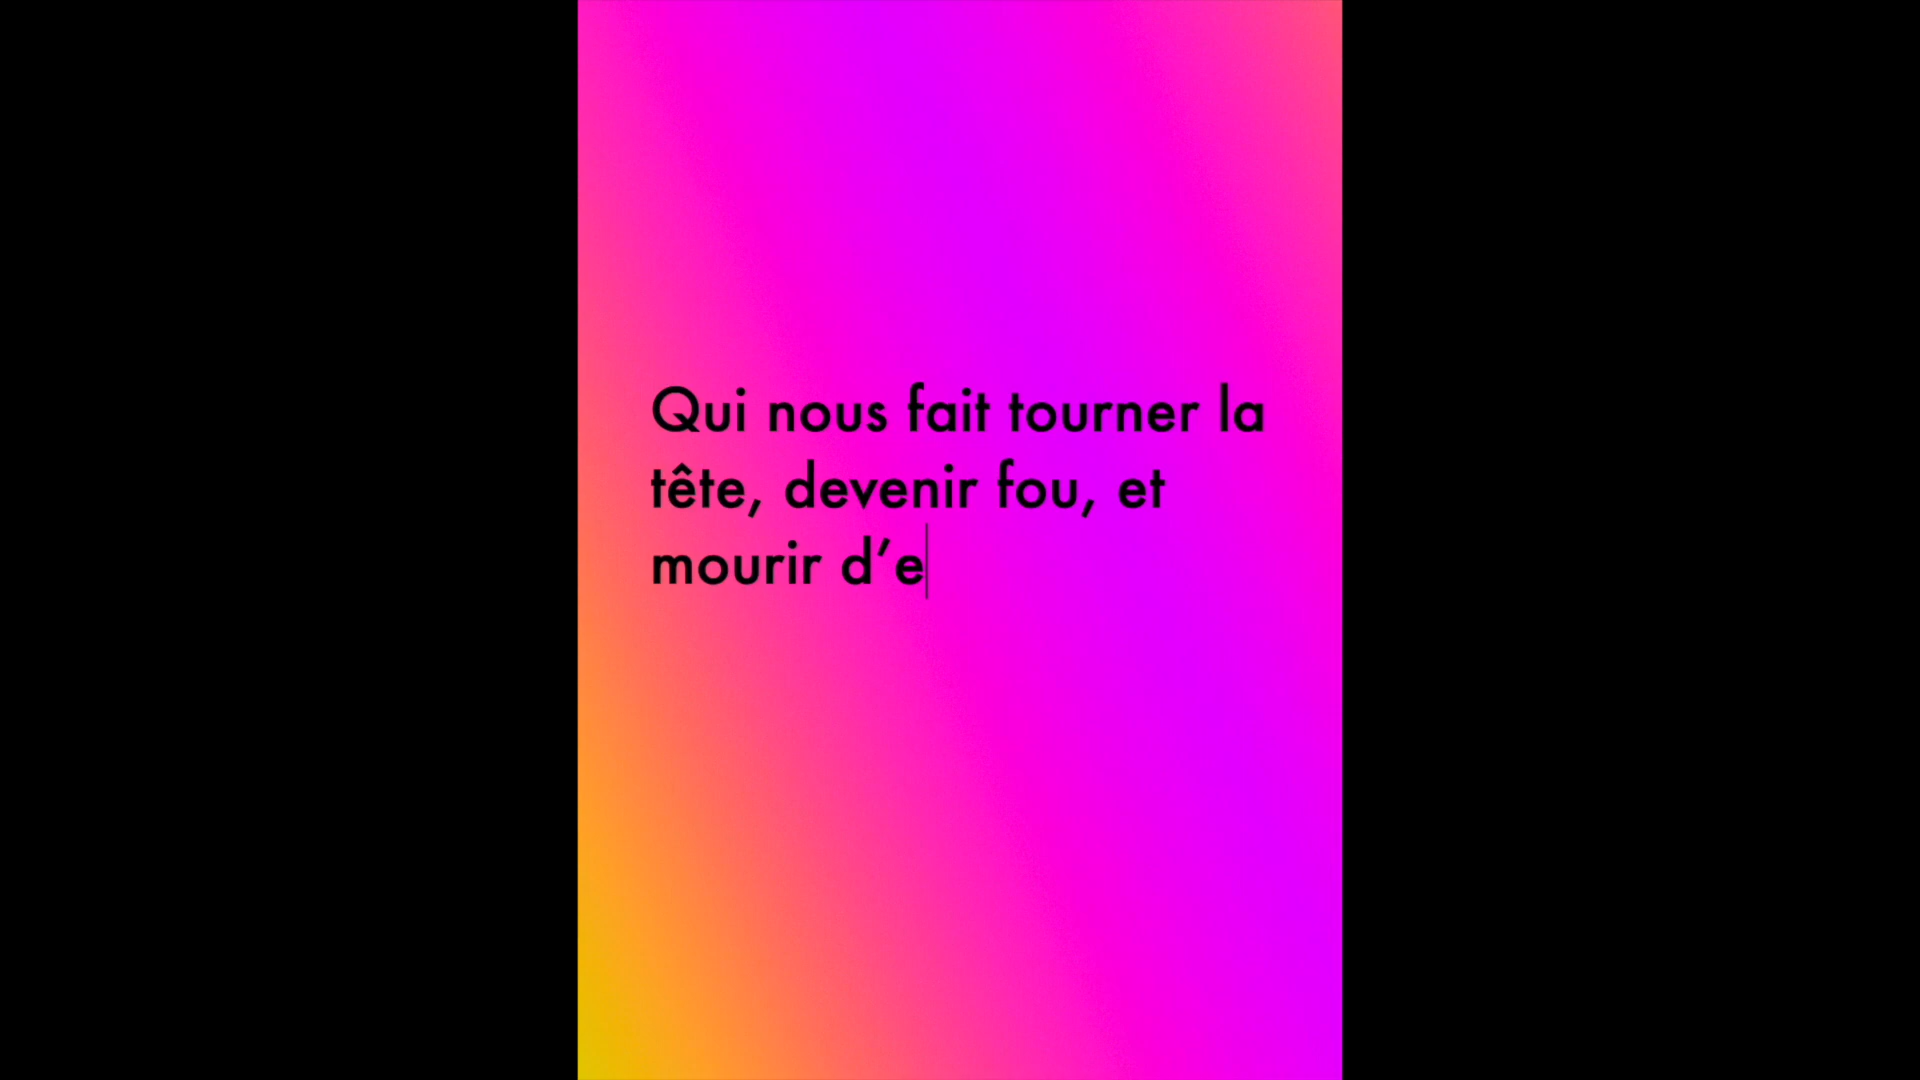 Qui nous fait tourner la
tête, devenir fou, et
mourir d’e